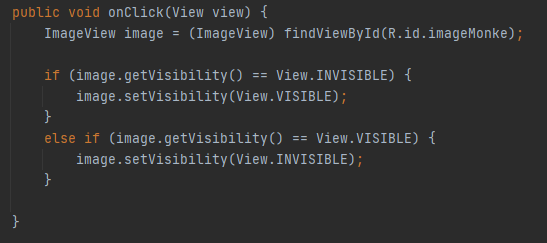 public void onClick(View view) {
ImageView image = (ImageView) findViewById(R.id.imageMonke);
if (image.getVisibility() == View.INVISIBLE) {
image.setVisibility(View.VISIBLE);
}
else if (image.getVisibility() == View.VISIBLE) {
image.setVisibility(View.INVISIBLE);
}
}